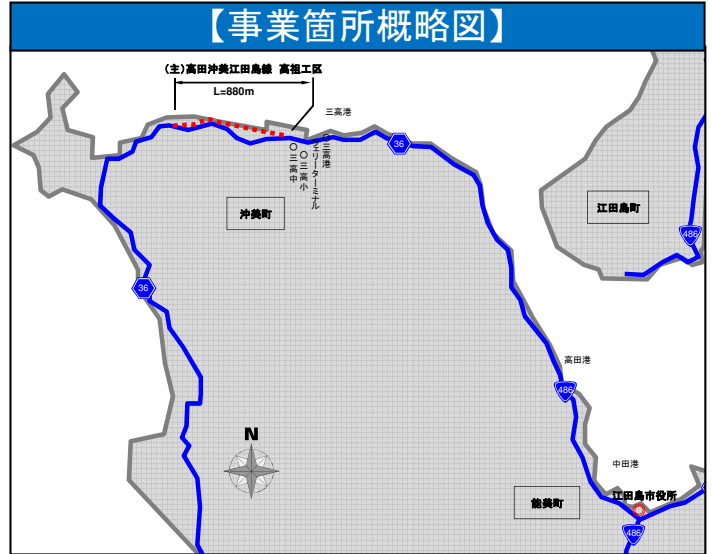 【事業箇所概略図】
(主)高田沖美江田島線 高祖工区
L=880m
三高港
36
〇三高港
フェリーターミナル
〇三高小
〇三高中
沖美町
江田島町
486
36
高田港
486
N
中田港
江田島市役所
能美町
486